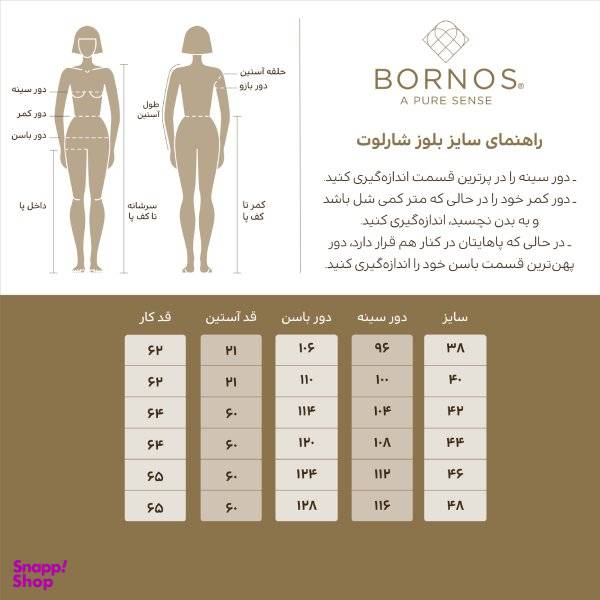 BORNOS®
A PURE SENSE
راهنمای سایز بلوز شارلوت
ـ دور سینه را در پرترین قسمت اندازه‌گیری کنید.
ـ دور کمر خود را در حالی که متر کمی شل باشد
و به بدن نچسبد، اندازه‌گیری کنید.
ـ در حالی که پاهایتان در کنار هم قرار دارد، دور
پهن‌ترین قسمت باسن خود را اندازه‌گیری کنید.
حلقه آستین
دور بازو
طول
آستین
کمر تا
کف پا
دور سینه
دور کمر
دور باسن
داخل پا
سرشانه
تا کف پا
سایز دور سینه دور باسن قد آستین قد کار
۳۸ ۹۶ ۱۰۶ ۲۱ ۶۲
۴۰ ۱۰۰ ۱۱۰ ۲۱ ۶۲
۴۲ ۱۰۴ ۱۱۴ ۶۰ ۶۴
۴۴ ۱۰۸ ۱۲۰ ۶۰ ۶۴
۴۶ ۱۱۲ ۱۲۴ ۶۰ ۶۵
۴۸ ۱۱۶ ۱۲۸ ۶۰ ۶۵
Snapp!
Shop